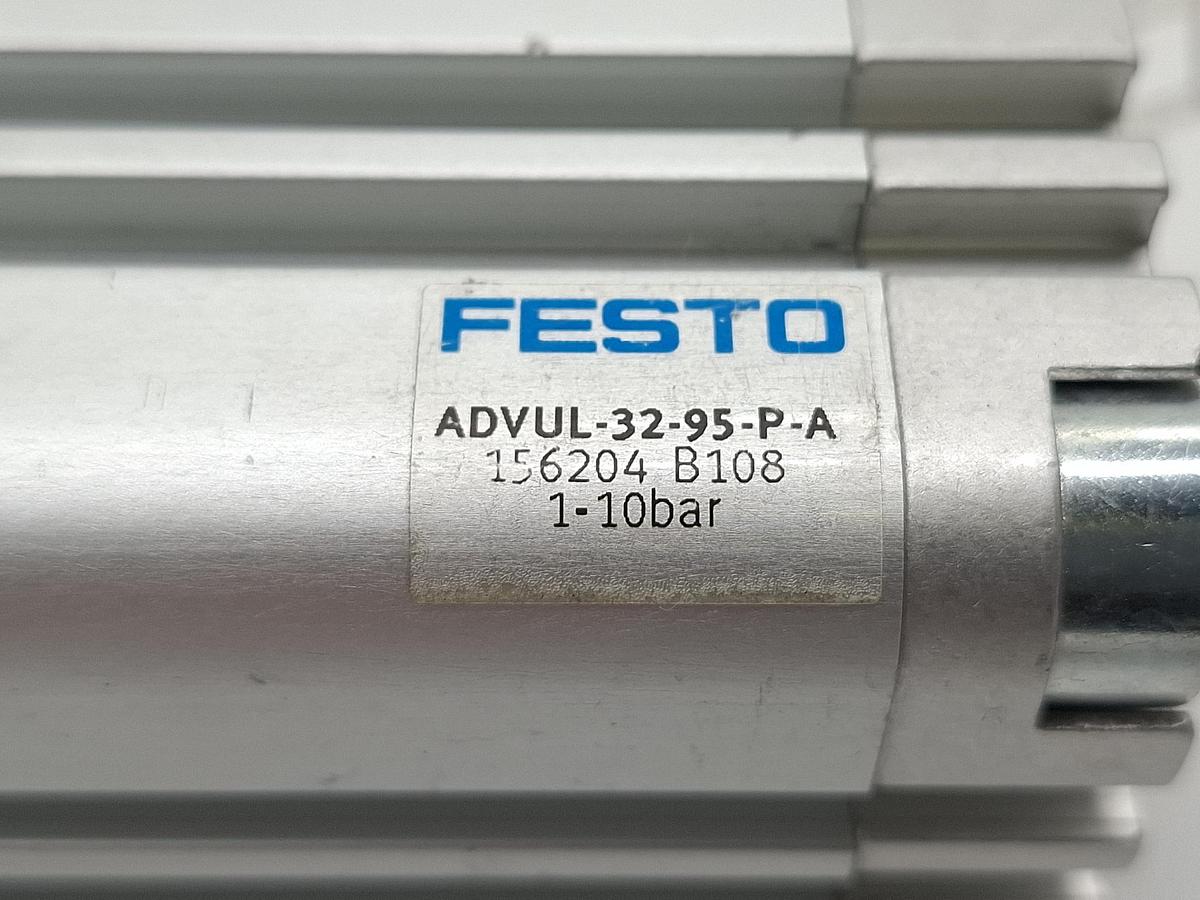 FESTO
ADVUL-32-95-P-A
156204 B108
1-10bar